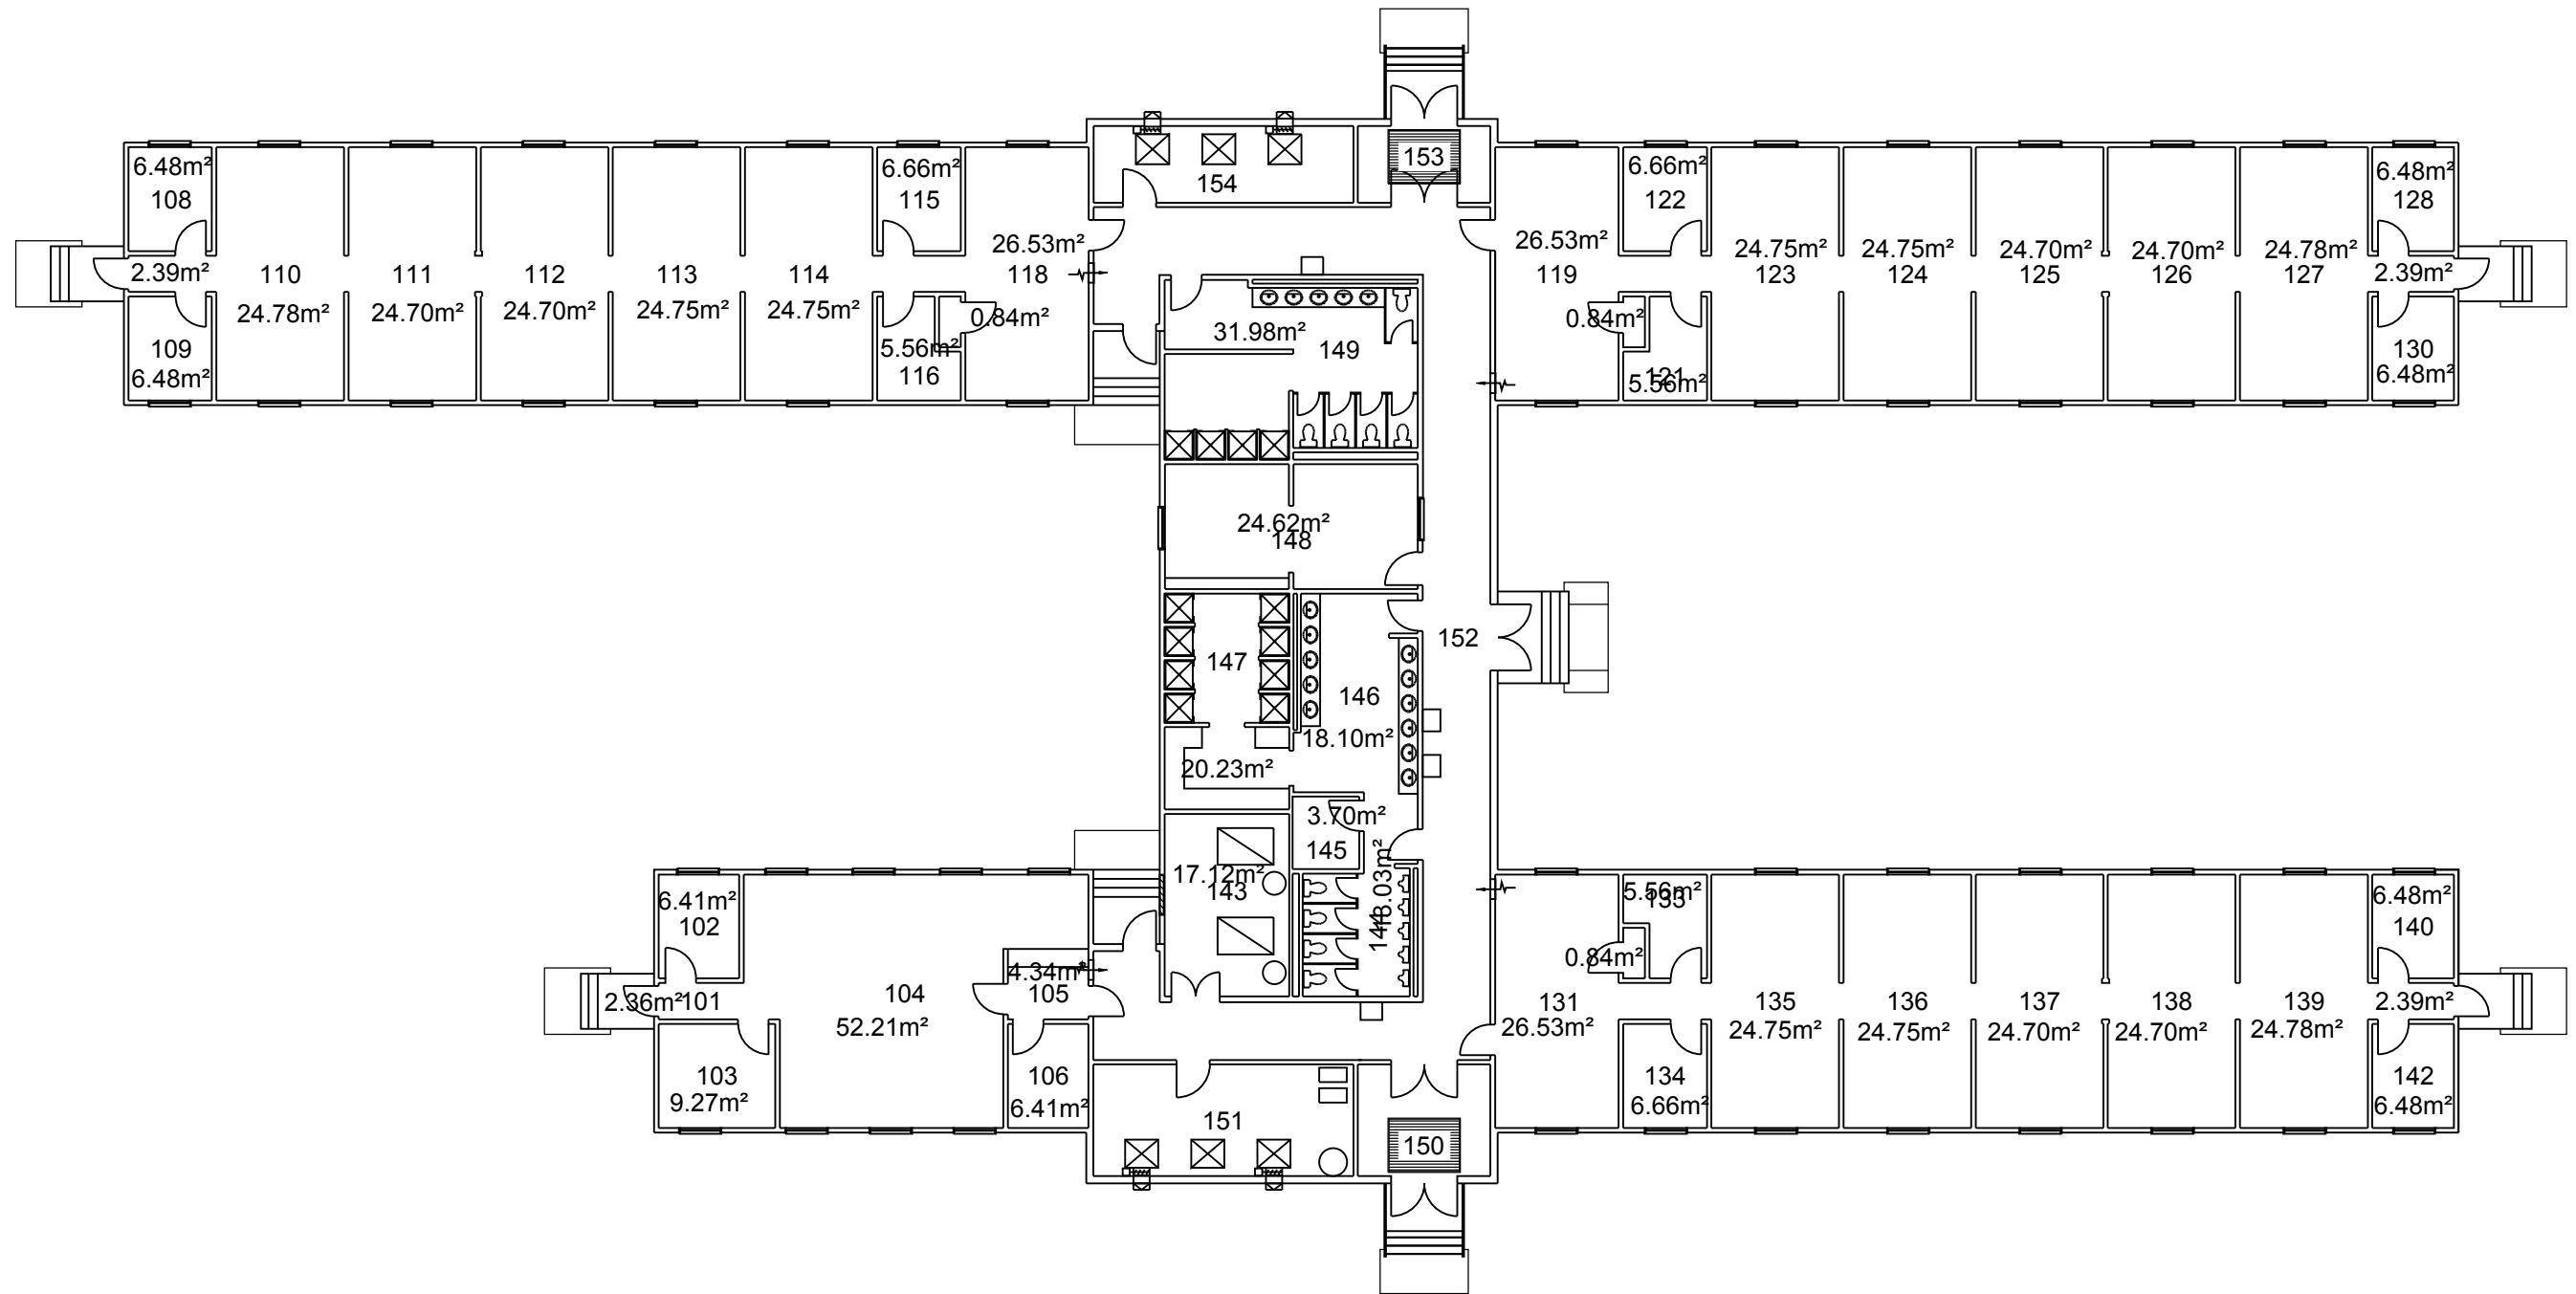 153
154
6.48m²
108
6.66m²
115
26.53m²
118
2.39m²
110
24.78m²
111
24.70m²
112
24.70m²
113
24.75m²
114
24.75m²
0.84m²
5.56m²
116
109
6.48m²
26.53m²
119
6.66m²
122
24.75m²
123
24.75m²
124
24.70m²
125
24.70m²
126
24.78m²
127
6.48m²
128
2.39m²
0.84m²
121
5.56m²
130
6.48m²
31.98m²
149
24.62m²
148
152
147
146
18.10m²
20.23m²
3.70m²
145
17.12m²
143
144
13.03m²
6.41m²
102
2.36m²
101
104
52.21m²
4.34m²
105
103
9.27m²
106
6.41m²
151
150
5.56m²
133
0.84m²
131
26.53m²
135
24.75m²
136
24.75m²
137
24.70m²
138
24.70m²
139
24.78m²
6.48m²
140
2.39m²
134
6.66m²
142
6.48m²